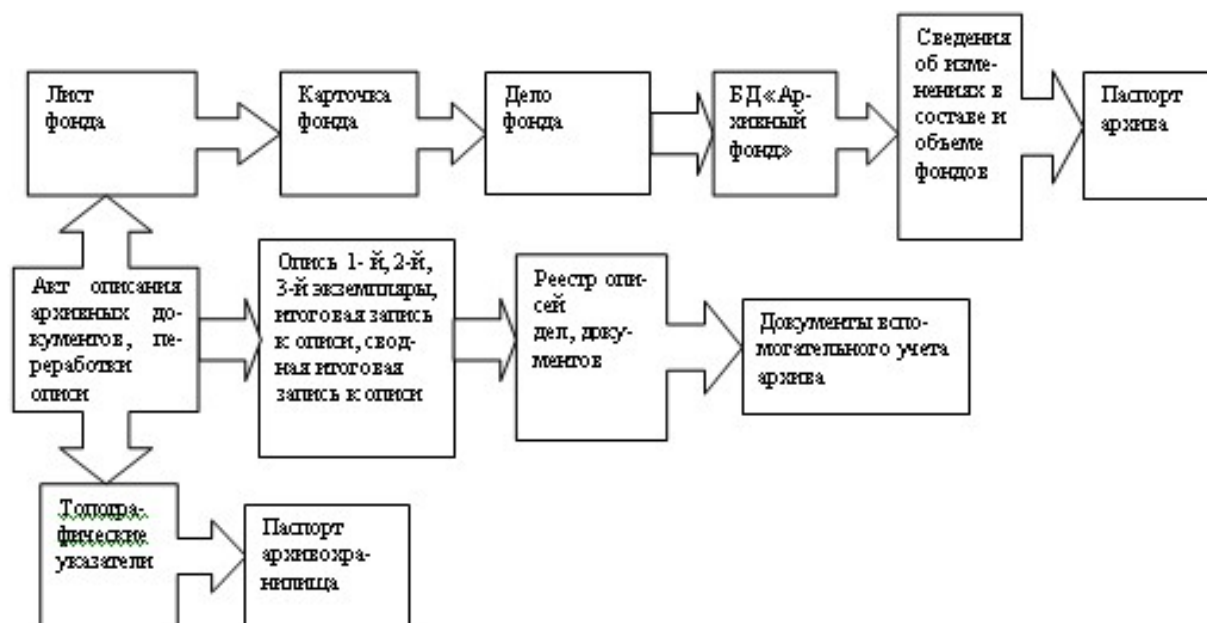 Лист
фонда
Карточка
фонда
Дело
фонда
БД «Ар-
хивный
фонд»
Сведения
об изме-
нениях в
составе и
объеме
фондов
Паспорт
архива
Акт описания
архивных до-
кументов, пе-
реработки
описи
Опись 1- й, 2-й,
3-й экземпляры,
итоговая запись
к описи, свод-
ная итоговая
запись к описи
Реестр опи-
сей
дел, доку-
ментов
Документы вспо-
могательного учета
архива
Топогра-
фические
указатели
Паспорт
архивохра-
нилища